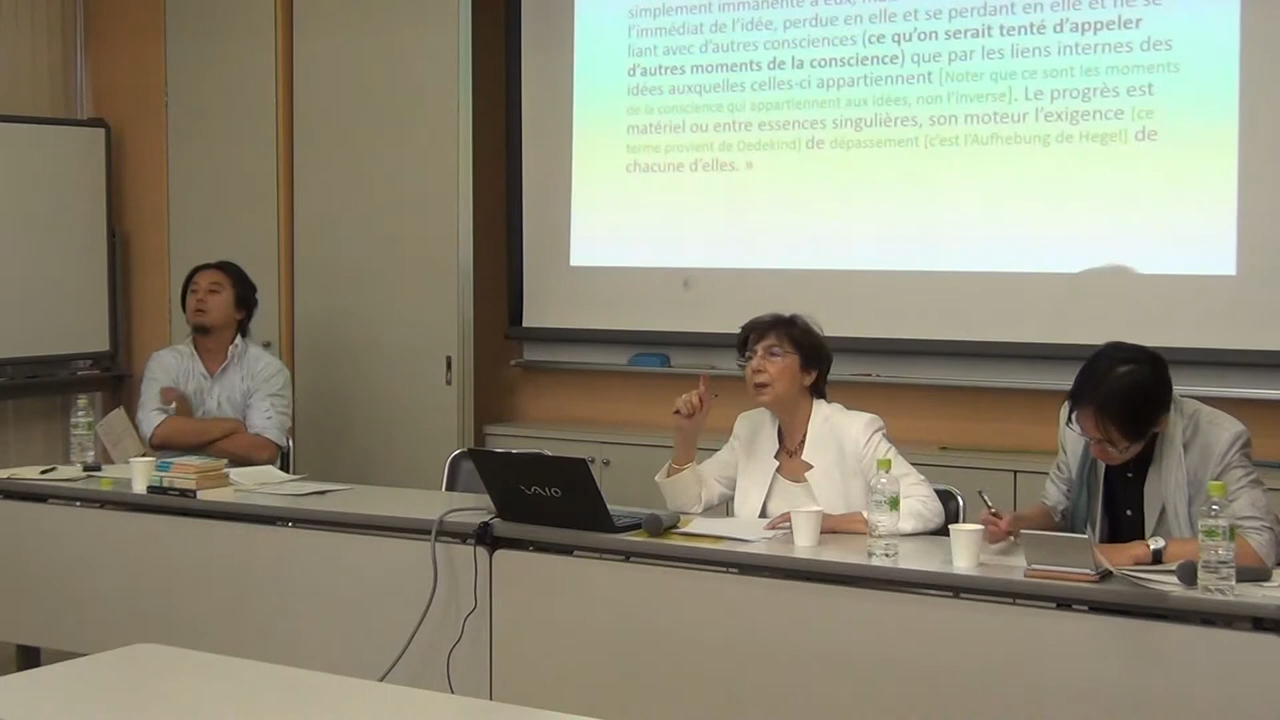 simplement immanente à eux, mais
l'immédiat de l'idée, perdue en elle et se perdant en elle et ne se
liant avec d'autres consciences (ce qu'on serait tenté d'appeler
d'autres moments de la conscience) que par les liens internes des
idées auxquelles celles-ci appartiennent [Noter que ce sont les moments
de la conscience qui appartiennent aux idées, non l'inverse]. Le progrès est
matériel ou entre essences singulières, son moteur l'exigence [ce
terme provient de Dedekind] de dépassement [c'est l'Aufhebung de Hegel] de
chacune d'elles. »
VAIO